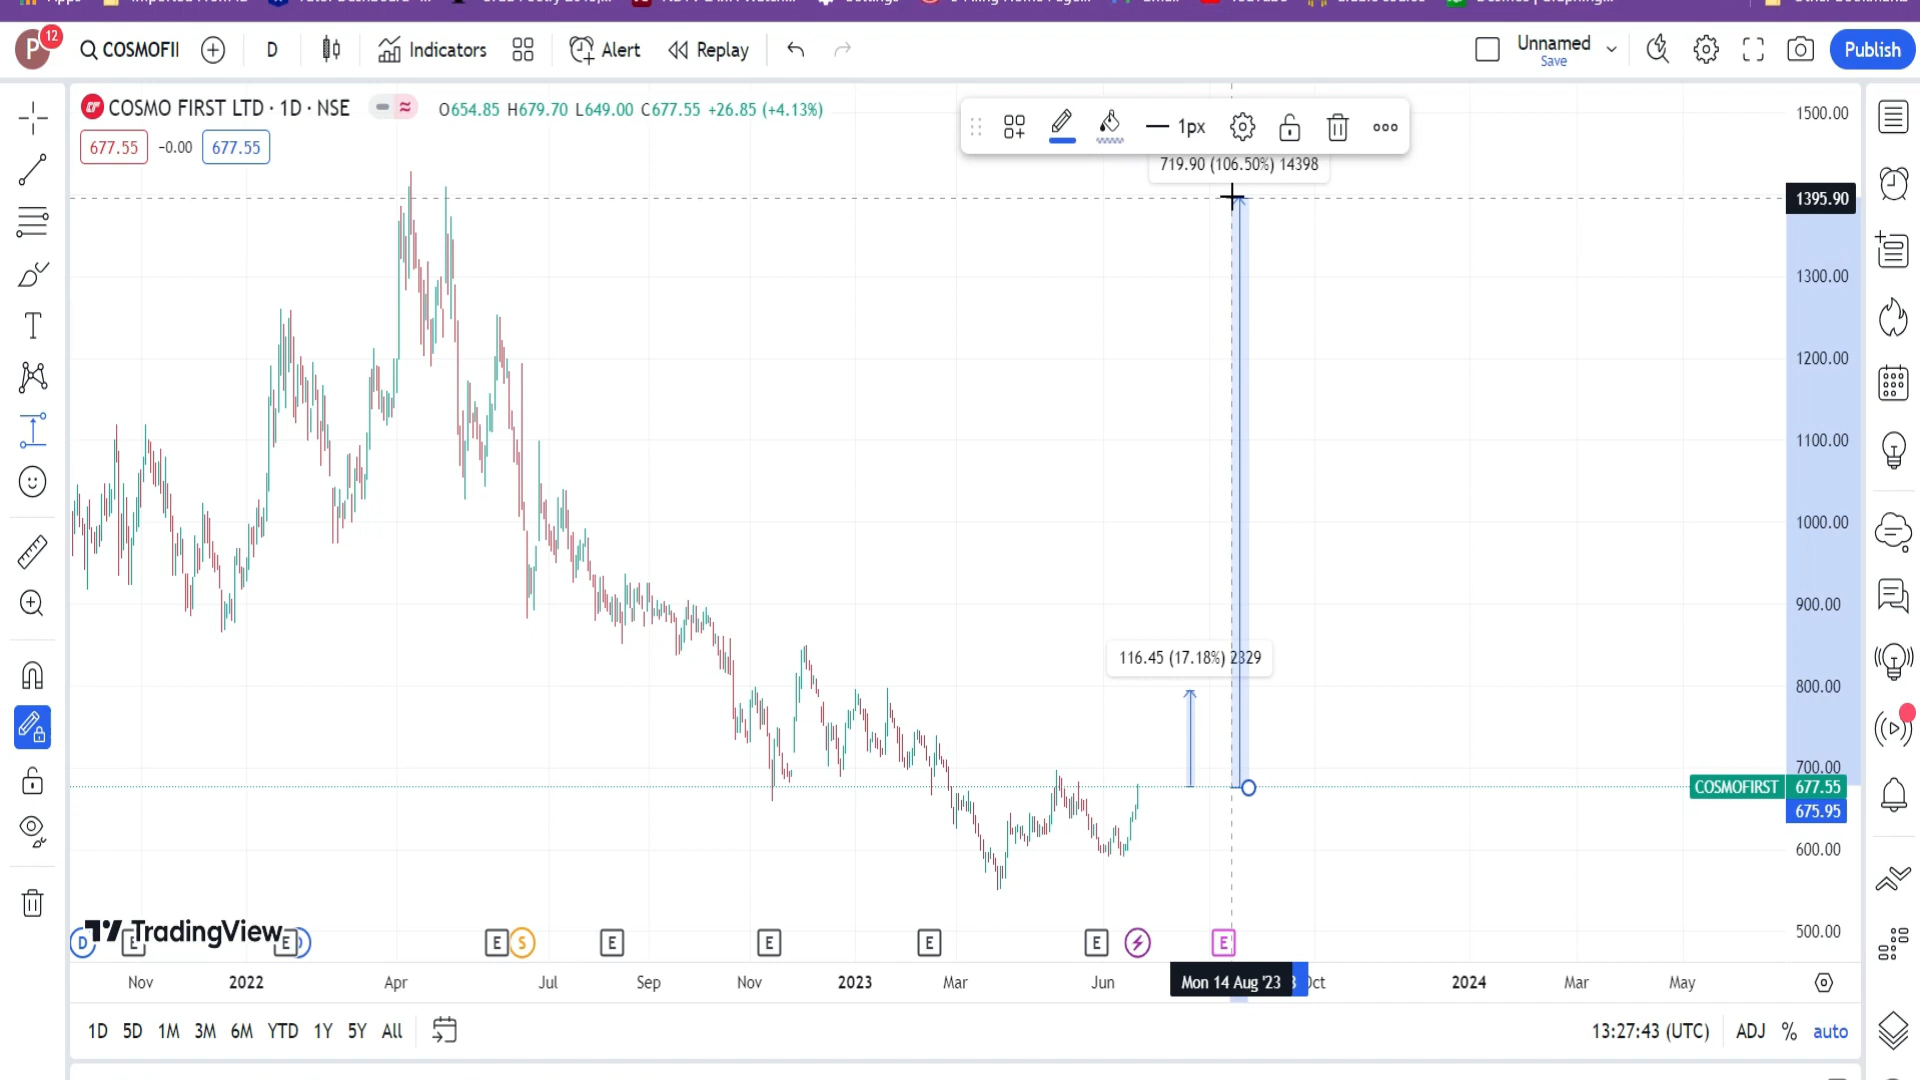 P 12 COSMOFII D Indicators Alert Replay Unnamed Save Publish
COSMO FIRST LTD · 1D · NSE O654.85 H679.70 L649.00 C677.55 +26.85 (+4.13%)
677.55 -0.00 677.55
1px
719.90 (106.50%) 14398
116.45 (17.18%) 2329
1500.00
1395.90
1300.00
1200.00
1100.00
1000.00
900.00
800.00
700.00
COSMOFIRST 677.55
675.95
600.00
500.00
TradingView
D E E E S E E E E E
Nov 2022 Apr Jul Sep Nov 2023 Mar Jun Mon 14 Aug '23 Oct 2024 Mar May
1D 5D 1M 3M 6M YTD 1Y 5Y All 13:27:43 (UTC) ADJ % auto